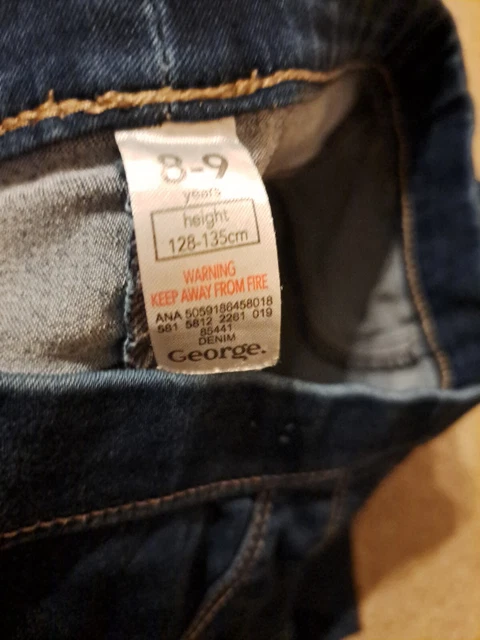 8-9
years
height
128-135cm
WARNING
KEEP AWAY FROM FIRE
ANA 5059186458018
581 5812 2261 019
85441
DENIM
George.